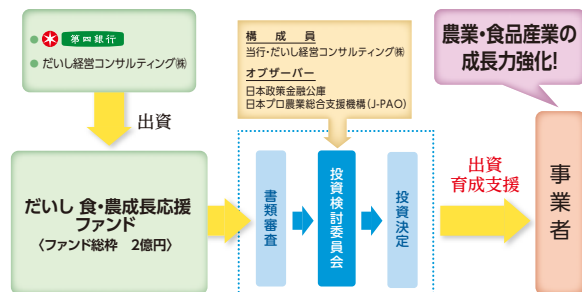 ● 第四銀行
● だいし経営コンサルティング㈱
出資
だいし 食・農成長応援
ファンド
〈ファンド総枠 2億円〉
構成員
当行・だいし経営コンサルティング㈱
オブザーバー
日本政策金融公庫
日本プロ農業総合支援機構(J-PAO)
書類審査
投資検討委員会
投資決定
出資
育成支援
農業・食品産業の
成長力強化!
事業者